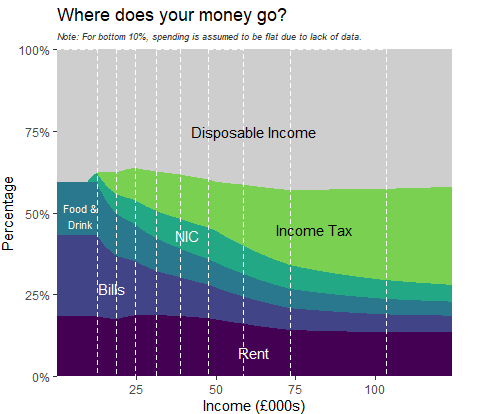 Where does your money go?
Note: For bottom 10%, spending is assumed to be flat due to lack of data.
100%
75%
50%
25%
0%
Percentage
Disposable Income
Food &
Drink
NIC
Income Tax
Bills
Rent
25
50
75
100
Income (£000s)